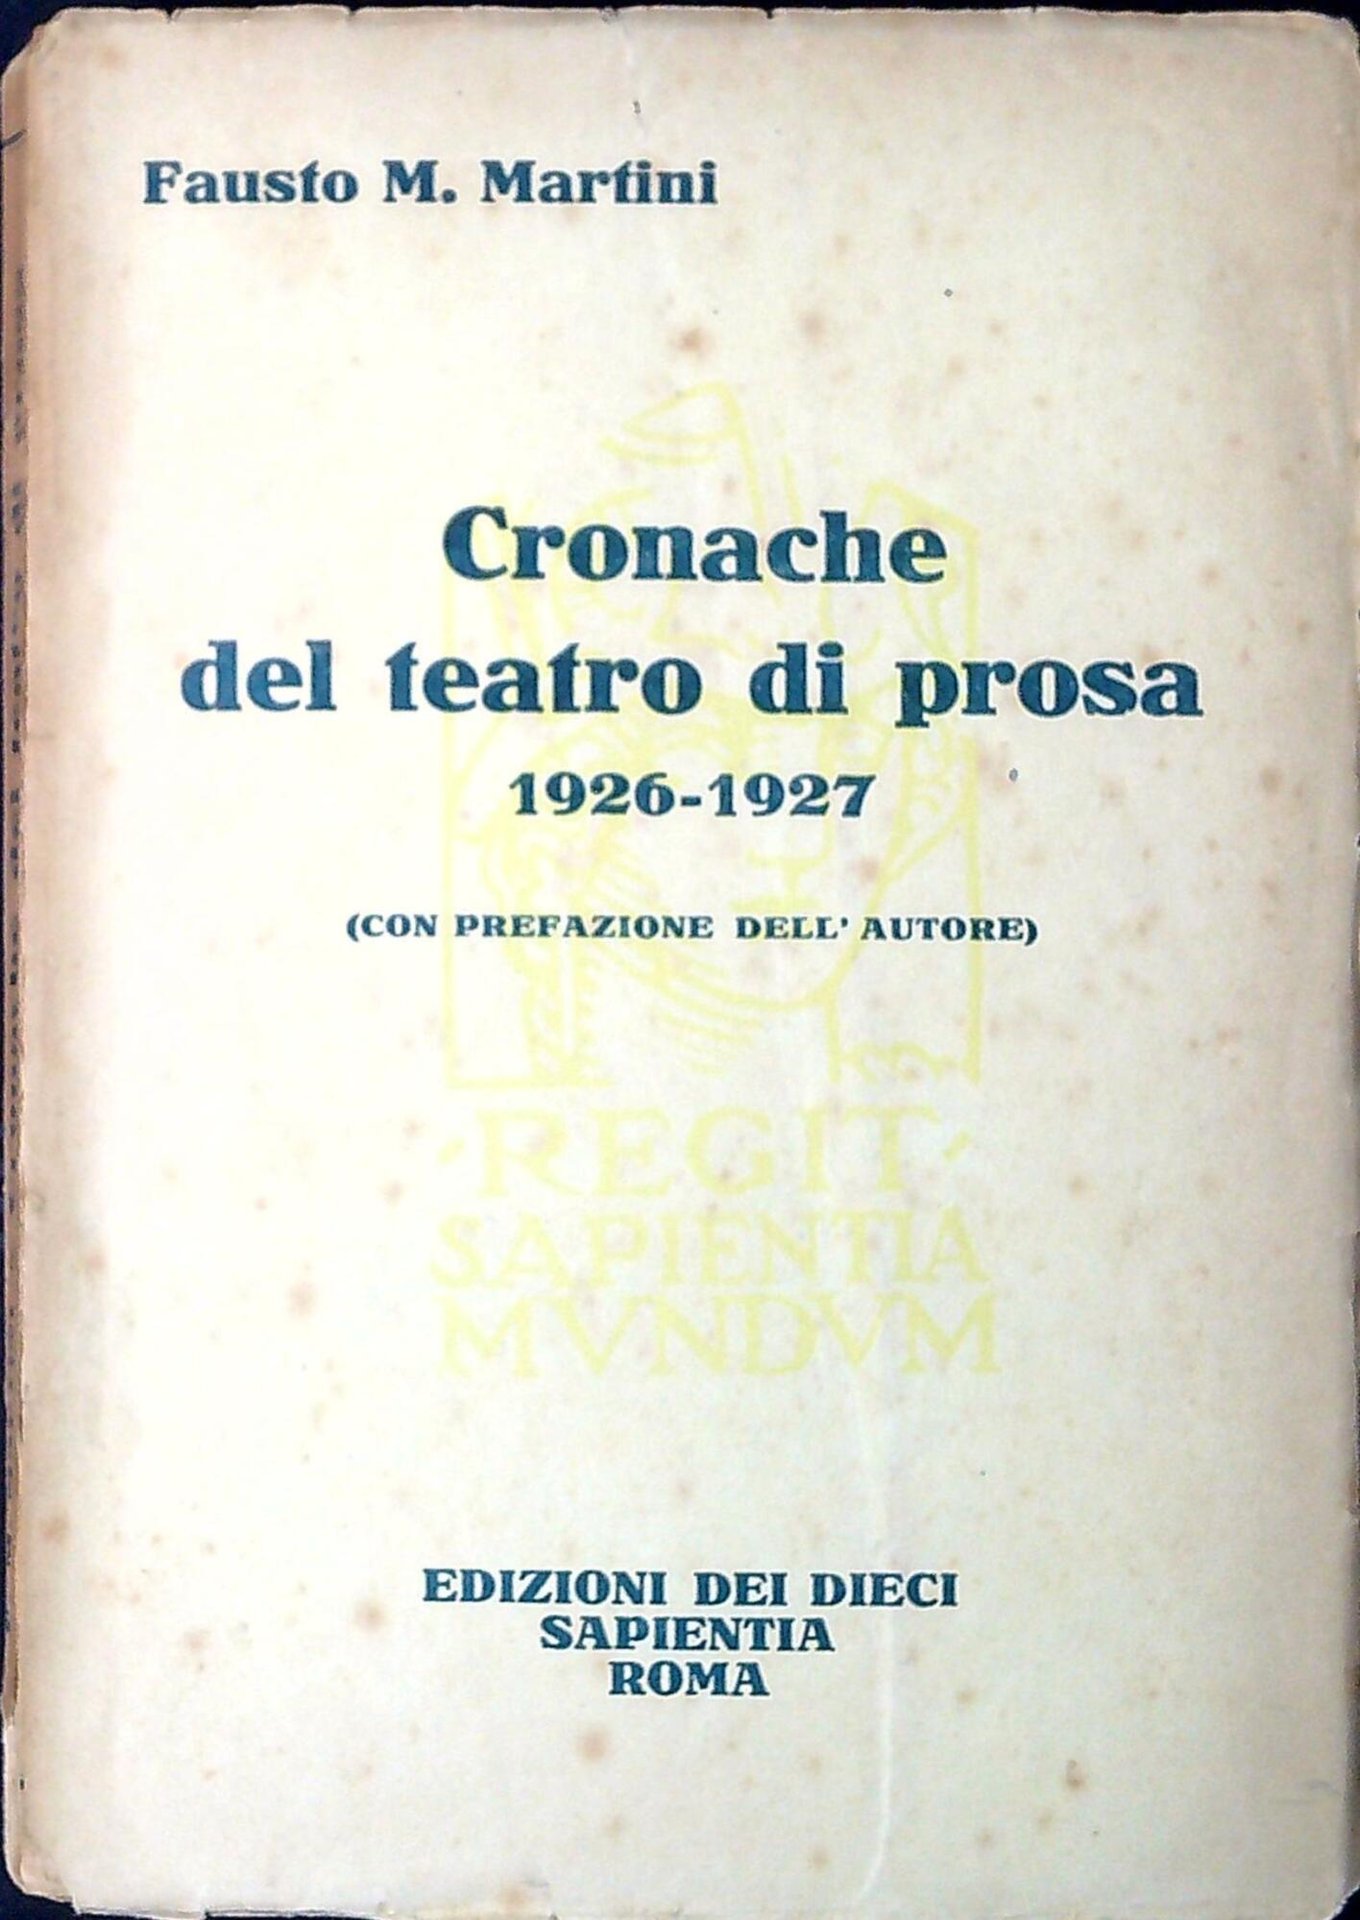 Fausto M. Martini
Cronache
del teatro di prosa
1926-1927
(CON PREFAZIONE DELL' AUTORE)
REGIT
SAPIENTIA
MVNDVM
EDIZIONI DEI DIECI
SAPIENTIA
ROMA